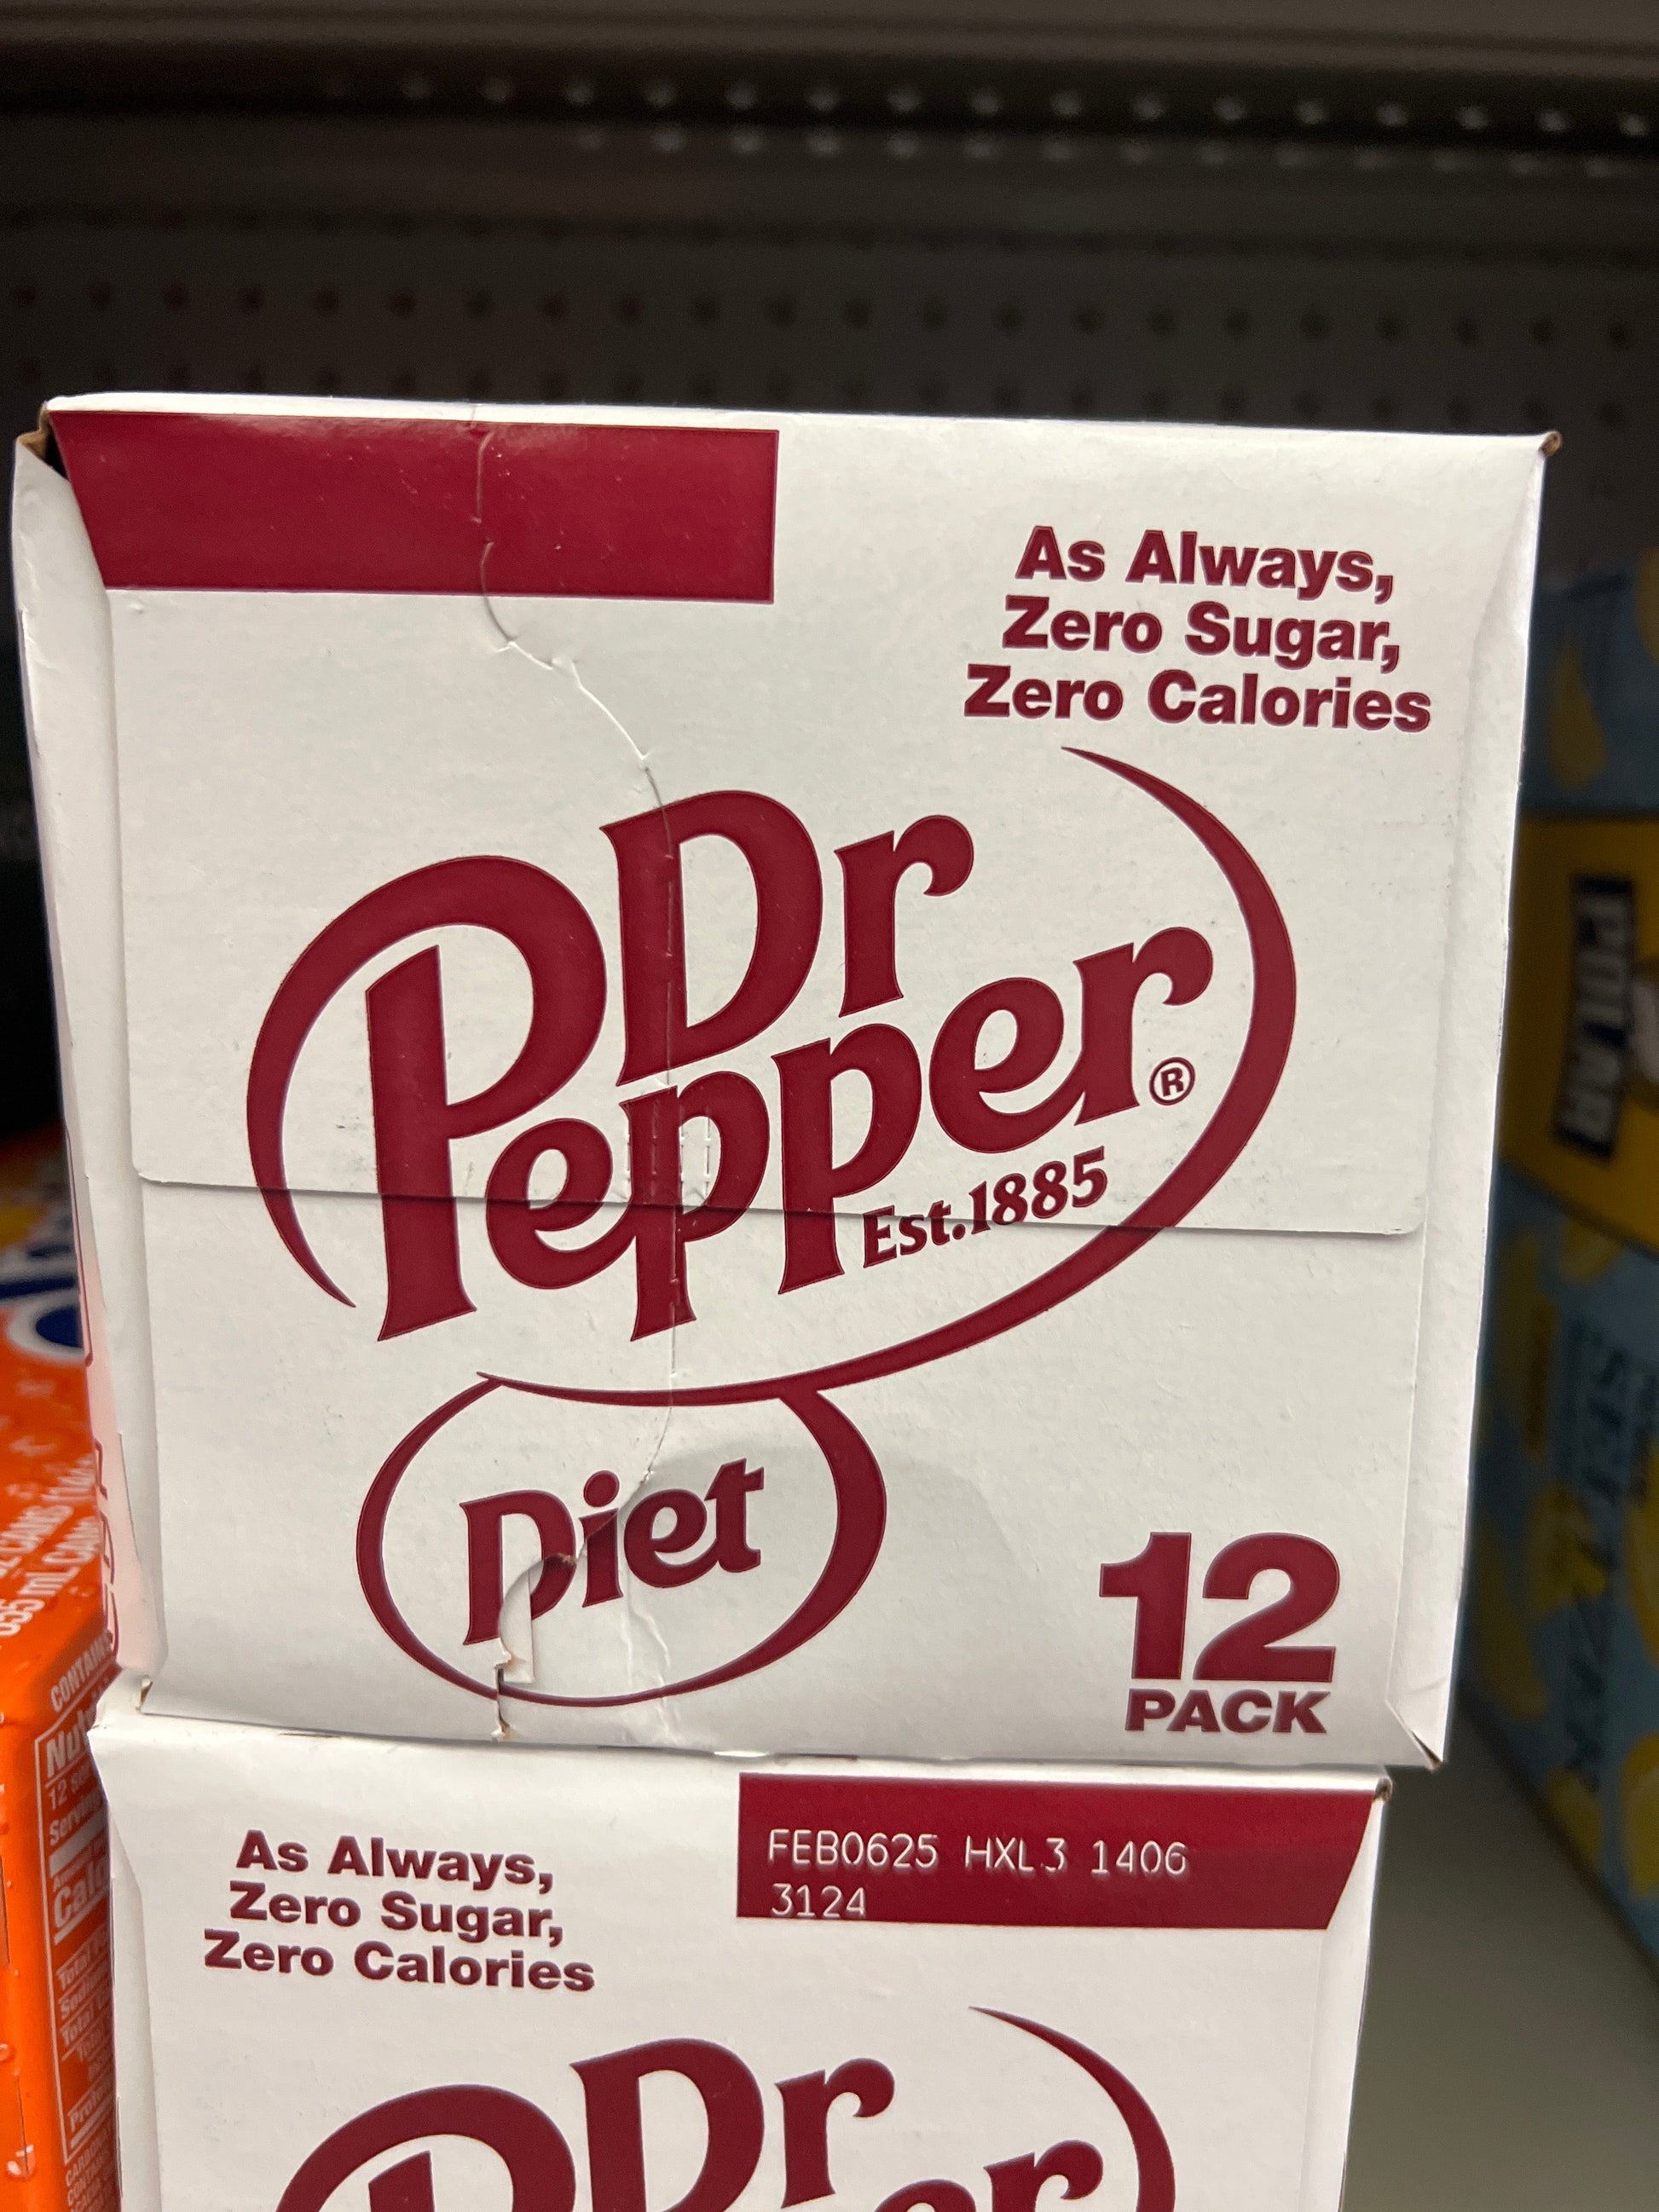 As Always,
Zero Sugar,
Zero Calories
Dr
Pepper®
Est.1885
Diet
12
PACK
As Always,
Zero Sugar,
Zero Calories
FEB0625 HXL3 1406
3124
Dr
CONTAINS